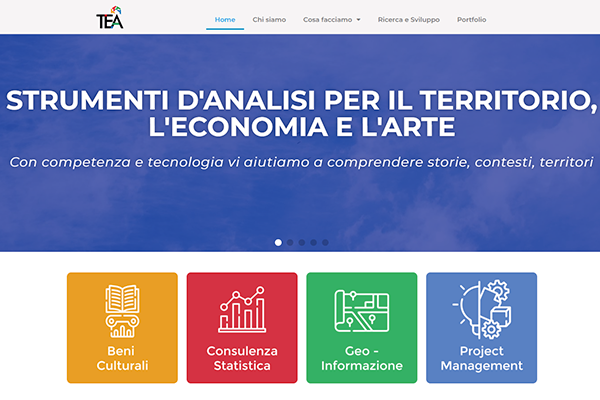 TEA
Home Chi siamo Cosa facciamo Ricerca e Sviluppo Portfolio
STRUMENTI D'ANALISI PER IL TERRITORIO,
L'ECONOMIA E L'ARTE
Con competenza e tecnologia vi aiutiamo a comprendere storie, contesti, territori
Beni
Culturali
Consulenza
Statistica
Geo -
Informazione
Project
Management